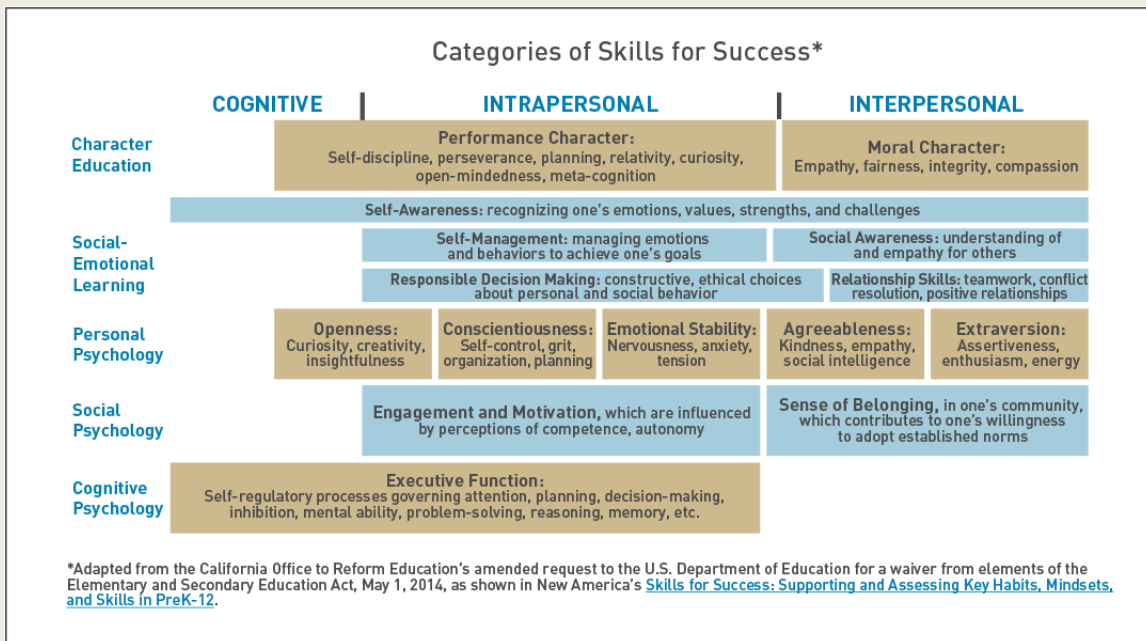 Categories of Skills for Success*
COGNITIVE
INTRAPERSONAL
INTERPERSONAL
Character
Education
Performance Character:
Self-discipline, perseverance, planning, relativity, curiosity,
open-mindedness, meta-cognition
Moral Character:
Empathy, fairness, integrity, compassion
Social-
Emotional
Learning
Self-Awareness: recognizing one's emotions, values, strengths, and challenges
Self-Management: managing emotions
and behaviors to achieve one's goals
Social Awareness: understanding of
and empathy for others
Responsible Decision Making: constructive, ethical choices
about personal and social behavior
Relationship Skills: teamwork, conflict
resolution, positive relationships
Personal
Psychology
Openness:
Curiosity, creativity,
insightfulness
Conscientiousness:
Self-control, grit,
organization, planning
Emotional Stability:
Nervousness, anxiety,
tension
Agreeableness:
Kindness, empathy,
social intelligence
Extraversion:
Assertiveness,
enthusiasm, energy
Social
Psychology
Engagement and Motivation, which are influenced
by perceptions of competence, autonomy
Sense of Belonging, in one's community,
which contributes to one's willingness
to adopt established norms
Cognitive
Psychology
Executive Function:
Self-regulatory processes governing attention, planning, decision-making,
inhibition, mental ability, problem-solving, reasoning, memory, etc.
*Adapted from the California Office to Reform Education's amended request to the U.S. Department of Education for a waiver from elements of the
Elementary and Secondary Education Act, May 1, 2014, as shown in New America's Skills for Success: Supporting and Assessing Key Habits, Mindsets,
and Skills in PreK-12.